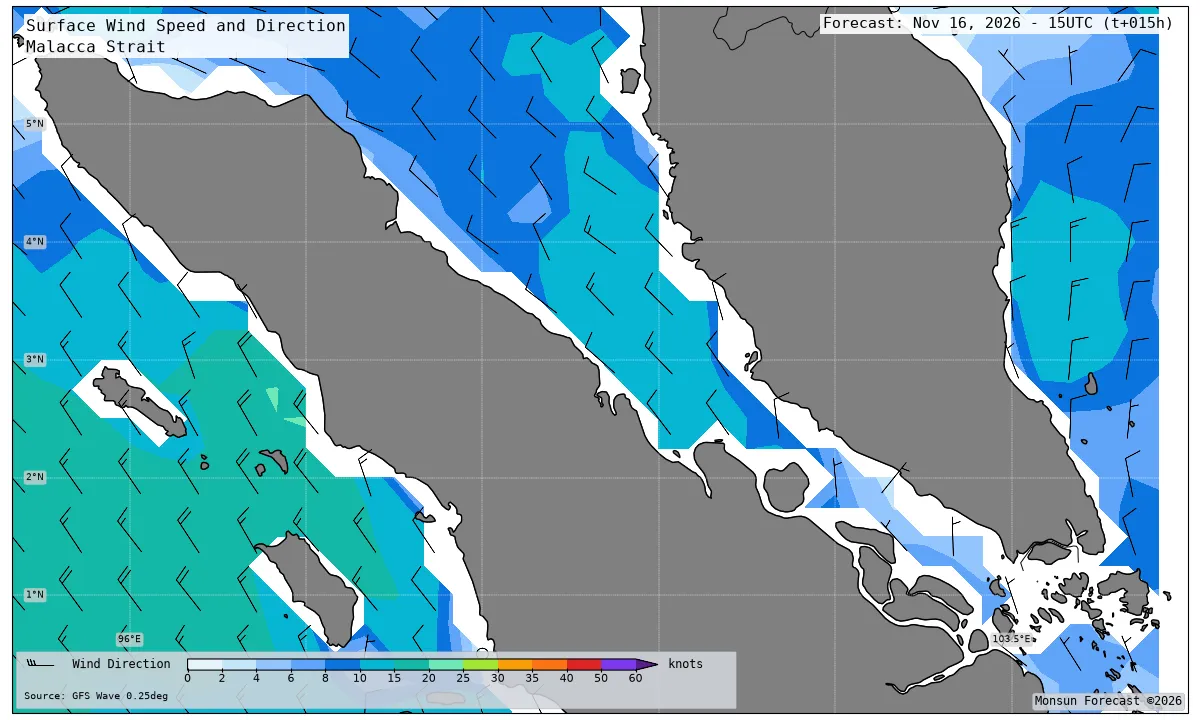 Surface Wind Speed and Direction
Malacca Strait
Forecast: Nov 16, 2026 - 15UTC (t+015h)
5°N
4°N
3°N
2°N
1°N
96°E
103.5°E
Wind Direction
0 2 4 6 8 10 15 20 25 30 35 40 50 60
knots
Source: GFS Wave 0.25deg
Monsun Forecast ©2026